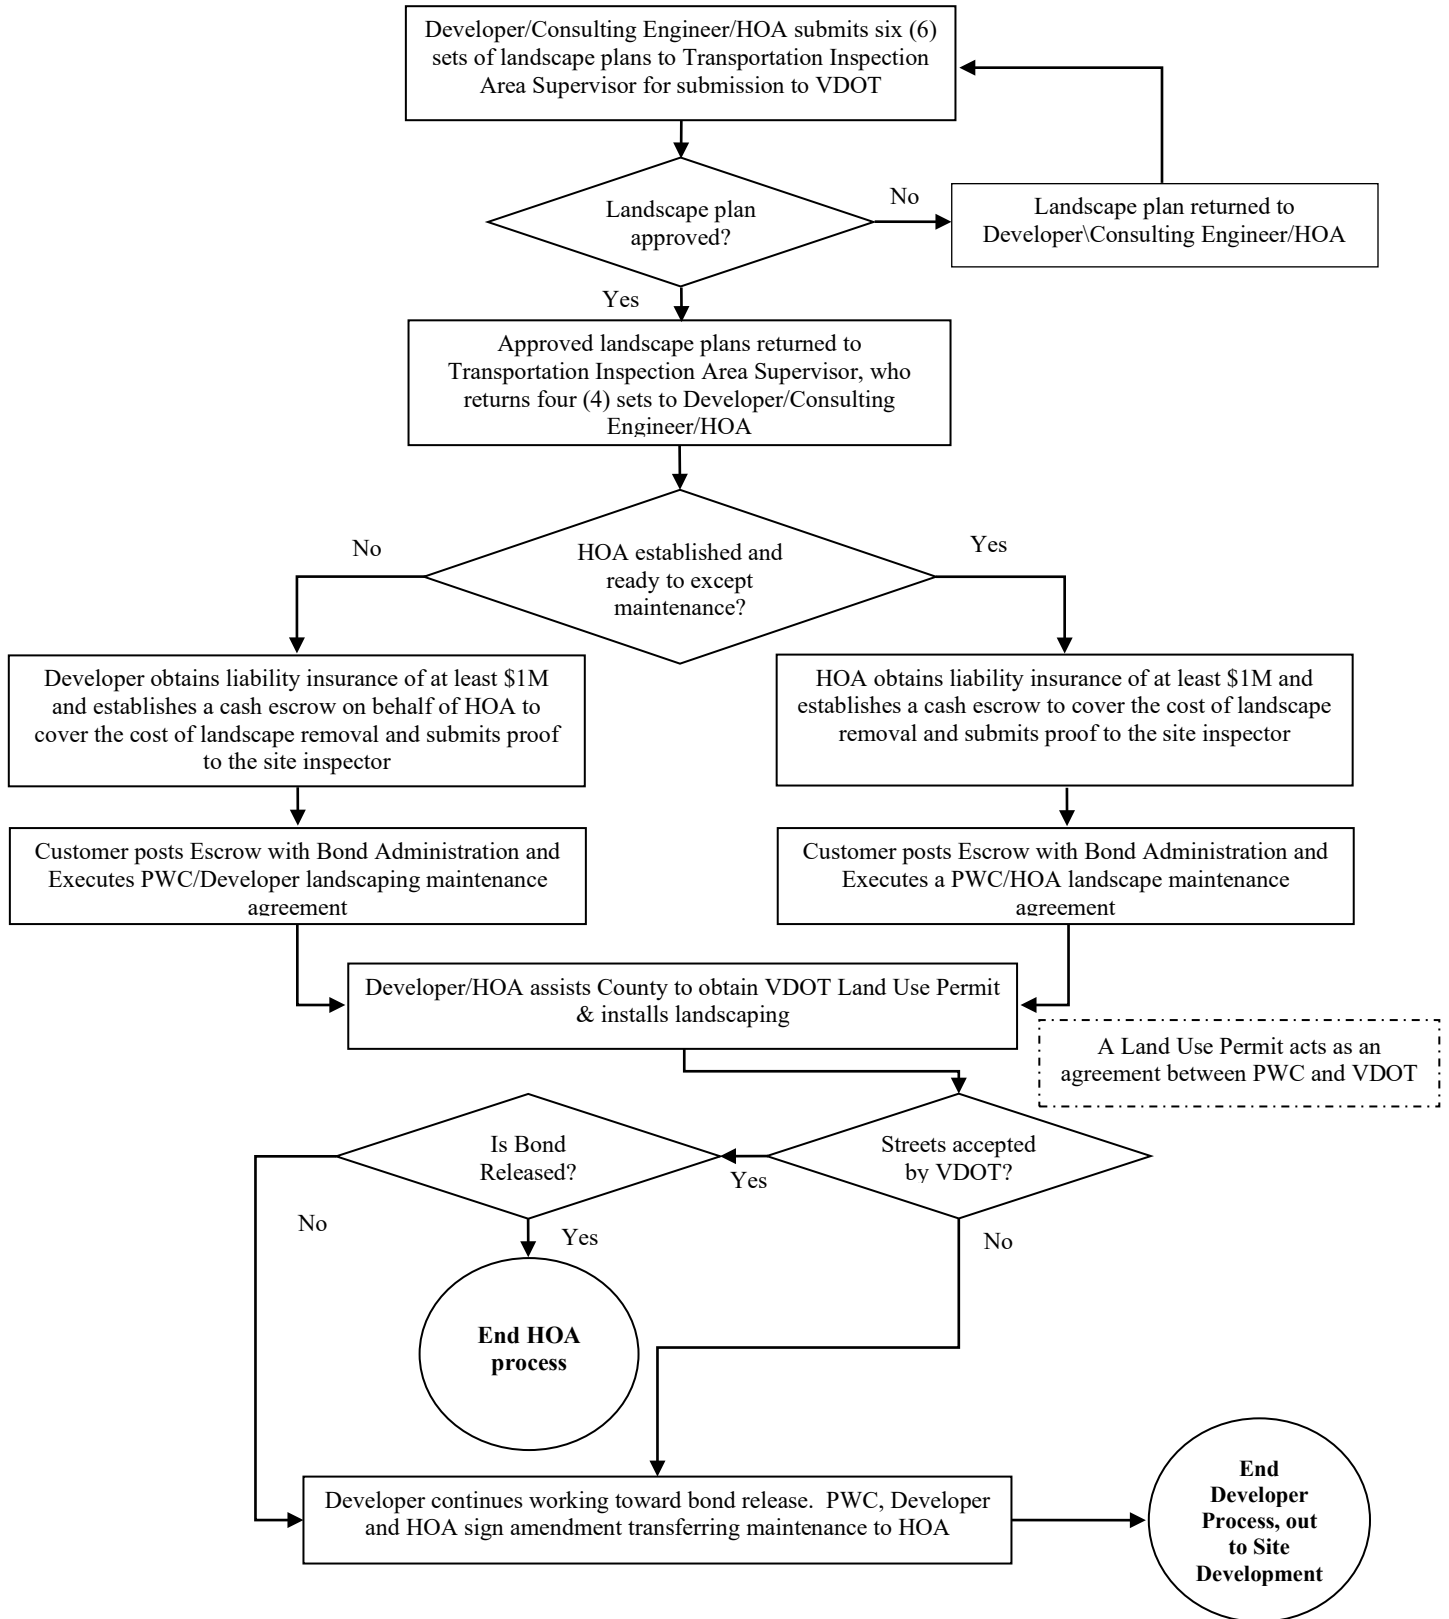 Developer/Consulting Engineer/HOA submits six (6)
sets of landscape plans to Transportation Inspection
Area Supervisor for submission to VDOT
Landscape plan
approved?
No
Landscape plan returned to
Developer\Consulting Engineer/HOA
Yes
Approved landscape plans returned to
Transportation Inspection Area Supervisor, who
returns four (4) sets to Developer/Consulting
Engineer/HOA
No
HOA established and
ready to except
maintenance?
Yes
Developer obtains liability insurance of at least $1M
and establishes a cash escrow on behalf of HOA to
cover the cost of landscape removal and submits proof
to the site inspector
HOA obtains liability insurance of at least $1M and
establishes a cash escrow to cover the cost of landscape
removal and submits proof to the site inspector
Customer posts Escrow with Bond Administration and
Executes PWC/Developer landscaping maintenance
agreement
Customer posts Escrow with Bond Administration and
Executes a PWC/HOA landscape maintenance
agreement
Developer/HOA assists County to obtain VDOT Land Use Permit
& installs landscaping
A Land Use Permit acts as an
agreement between PWC and VDOT
Is Bond
Released?
Yes
Streets accepted
by VDOT?
No
Yes
No
End HOA
process
Developer continues working toward bond release.  PWC, Developer
and HOA sign amendment transferring maintenance to HOA
End
Developer
Process, out
to Site
Development